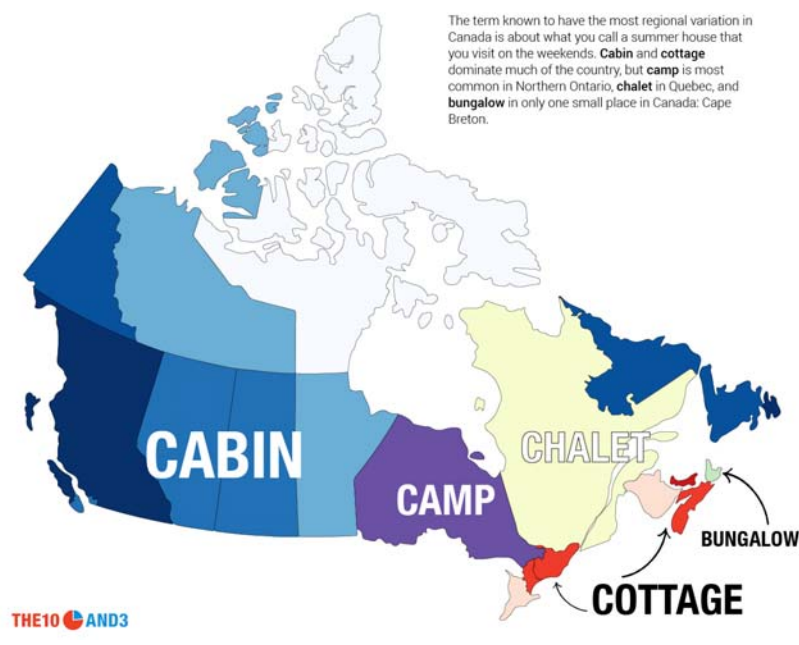 The term known to have the most regional variation in
Canada is about what you call a summer house that
you visit on the weekends. Cabin and cottage
dominate much of the country, but camp is most
common in Northern Ontario, chalet in Quebec, and
bungalow in only one small place in Canada: Cape
Breton.
CABIN
CHALET
CAMP
BUNGALOW
COTTAGE
THE10 AND3